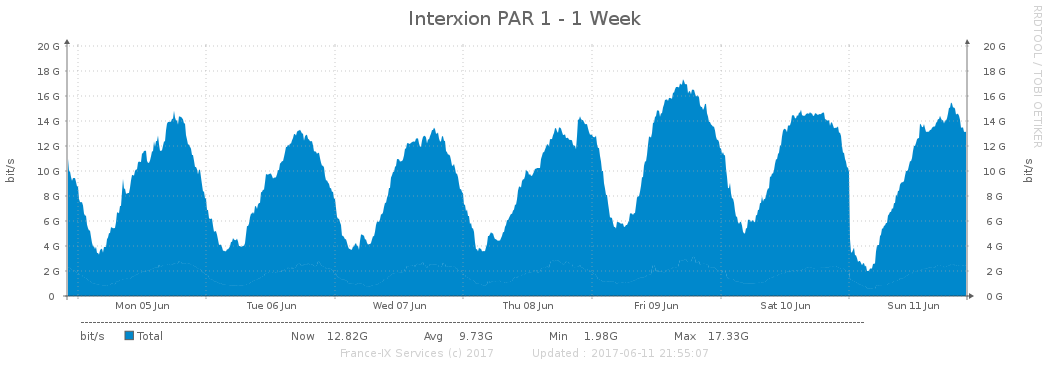 Interxion PAR 1 - 1 Week
RRDTOOL / TOBI OETIKER
20 G 20 G
18 G 18 G
16 G 16 G
14 G 14 G
12 G 12 G
10 G 10 G
8 G 8 G
6 G 6 G
4 G 4 G
2 G 2 G
0 0 G
bit/s
bit/s
Mon 05 Jun Tue 06 Jun Wed 07 Jun Thu 08 Jun Fri 09 Jun Sat 10 Jun Sun 11 Jun
bit/s Total Now 12.82G Avg 9.73G Min 1.98G Max 17.33G
France-IX Services (c) 2017 Updated : 2017-06-11 21:55:07